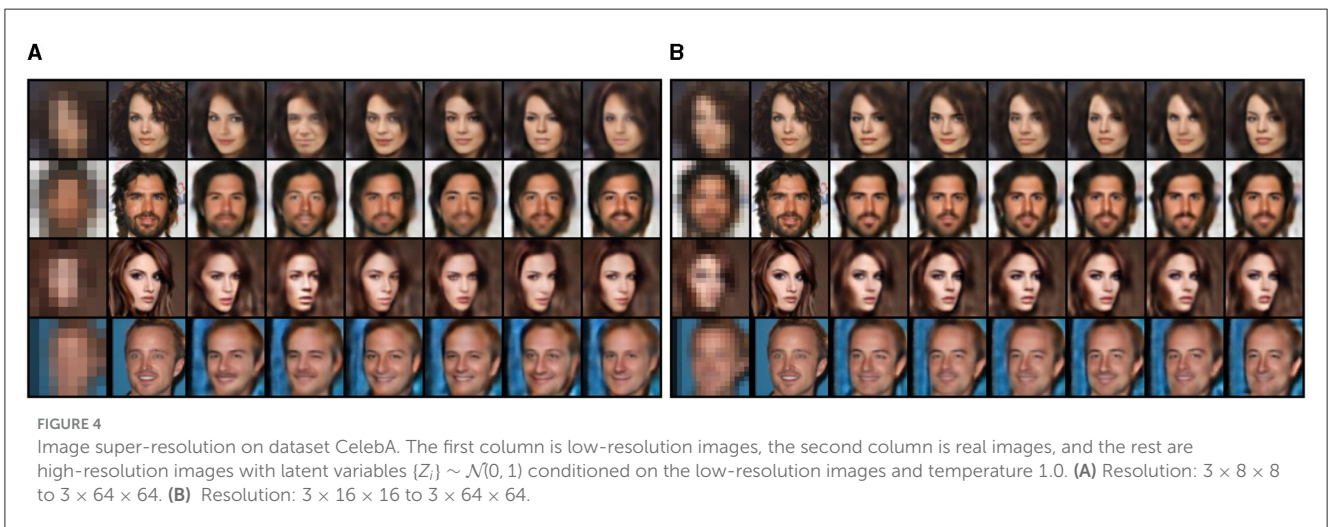 A
B
FIGURE 4
Image super-resolution on dataset CelebA. The first column is low-resolution images, the second column is real images, and the rest are
high-resolution images with latent variables {Zᵢ} ∼ 𝒩(0, 1) conditioned on the low-resolution images and temperature 1.0. (A) Resolution: 3 × 8 × 8
to 3 × 64 × 64. (B) Resolution: 3 × 16 × 16 to 3 × 64 × 64.